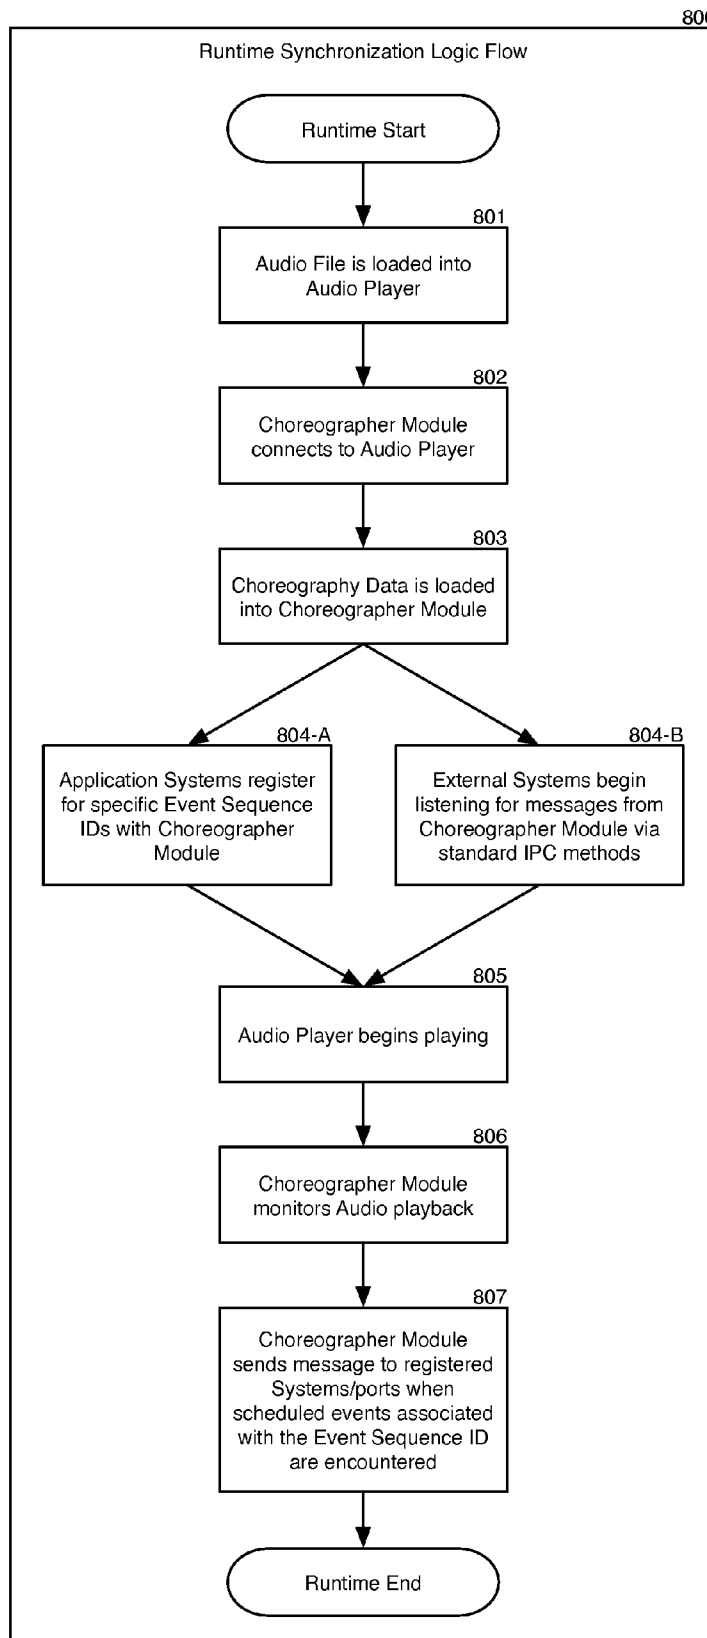 800
Runtime Synchronization Logic Flow
Runtime Start
801
Audio File is loaded into
Audio Player
802
Choreographer Module
connects to Audio Player
803
Choreography Data is loaded
into Choreographer Module
804-A
Application Systems register
for specific Event Sequence
IDs with Choreographer
Module
804-B
External Systems begin
listening for messages from
Choreographer Module via
standard IPC methods
805
Audio Player begins playing
806
Choreographer Module
monitors Audio playback
807
Choreographer Module
sends message to registered
Systems/ports when
scheduled events associated
with the Event Sequence ID
are encountered
Runtime End